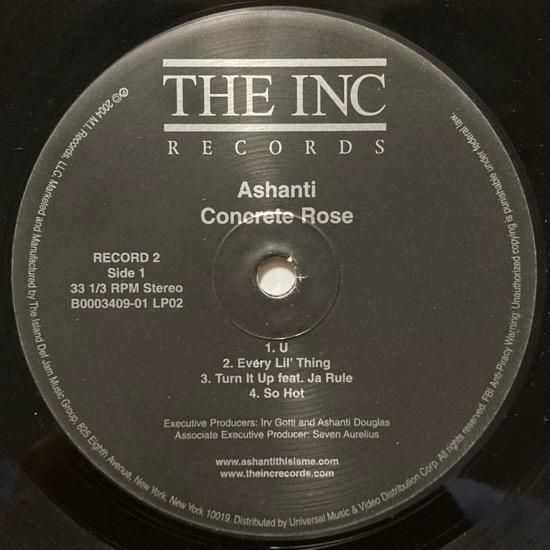 THE INC
RECORDS
Ashanti
Concrete Rose
RECORD 2
Side 1
33 1/3 RPM Stereo
B0003409-01 LP02
1. U
2. Every Lil' Thing
3. Turn It Up feat. Ja Rule
4. So Hot
Executive Producers: Irv Gotti and Ashanti Douglas
Associate Executive Producer: Seven Aurelius
www.ashantithisisme.com
www.theincrecords.com
℗© 2004 M.I. Records, LLC. Marketed and Manufactured by The Island Def Jam Music Group, 825 Eighth Avenue, New York, New York 10019. Distributed by Universal Music & Video Distribution Corp. All rights reserved. FBI Anti-Piracy Warning: Unauthorized copying is punishable under federal law.